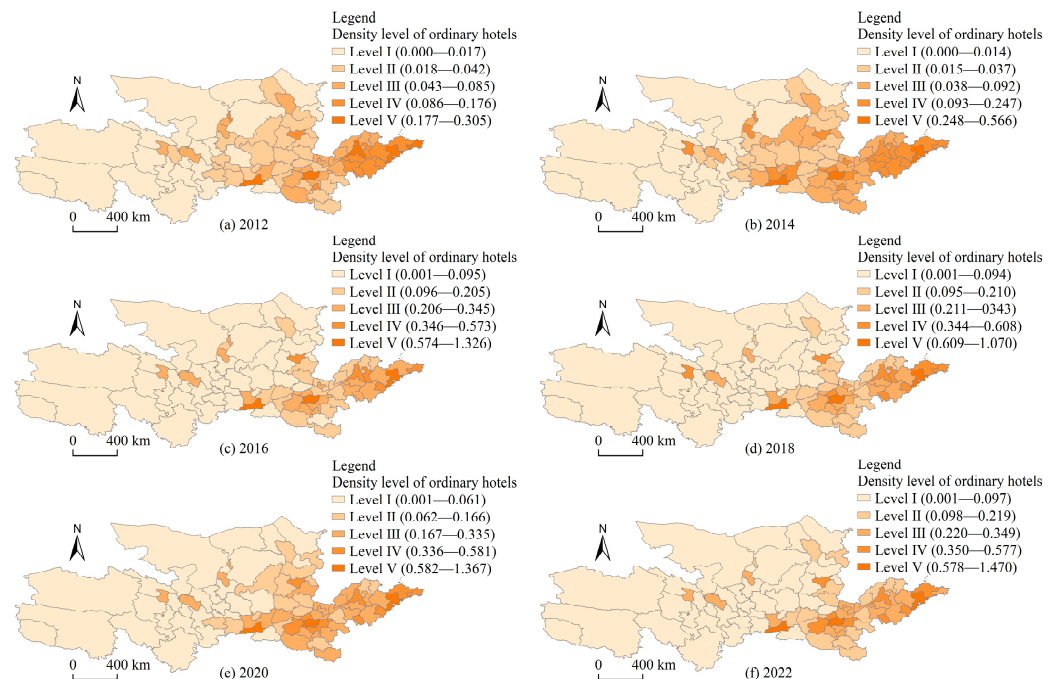 Legend
Density level of ordinary hotels
Level I (0.000—0.017)
Level II (0.018—0.042)
Level III (0.043—0.085)
Level IV (0.086—0.176)
Level V (0.177—0.305)
N
0 400 km
(a) 2012
Legend
Density level of ordinary hotels
Level I (0.000—0.014)
Level II (0.015—0.037)
Level III (0.038—0.092)
Level IV (0.093—0.247)
Level V (0.248—0.566)
N
0 400 km
(b) 2014
Legend
Density level of ordinary hotels
Level I (0.001—0.095)
Level II (0.096—0.205)
Level III (0.206—0.345)
Level IV (0.346—0.573)
Level V (0.574—1.326)
N
0 400 km
(c) 2016
Legend
Density level of ordinary hotels
Level I (0.001—0.094)
Level II (0.095—0.210)
Level III (0.211—0343)
Level IV (0.344—0.608)
Level V (0.609—1.070)
N
0 400 km
(d) 2018
Legend
Density level of ordinary hotels
Level I (0.001—0.061)
Level II (0.062—0.166)
Level III (0.167—0.335)
Level IV (0.336—0.581)
Level V (0.582—1.367)
N
0 400 km
(e) 2020
Legend
Density level of ordinary hotels
Level I (0.001—0.097)
Level II (0.098—0.219)
Level III (0.220—0.349)
Level IV (0.350—0.577)
Level V (0.578—1.470)
N
0 400 km
(f) 2022